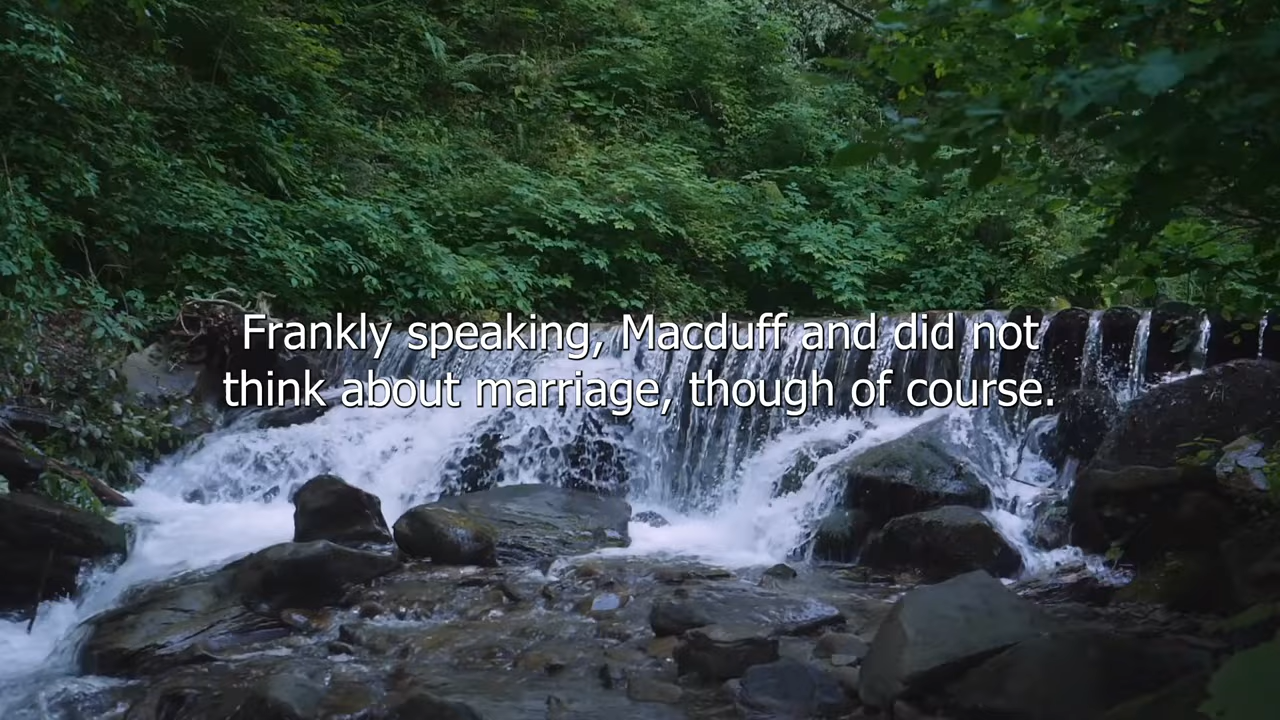 Frankly speaking, Macduff and did not
think about marriage, though of course.